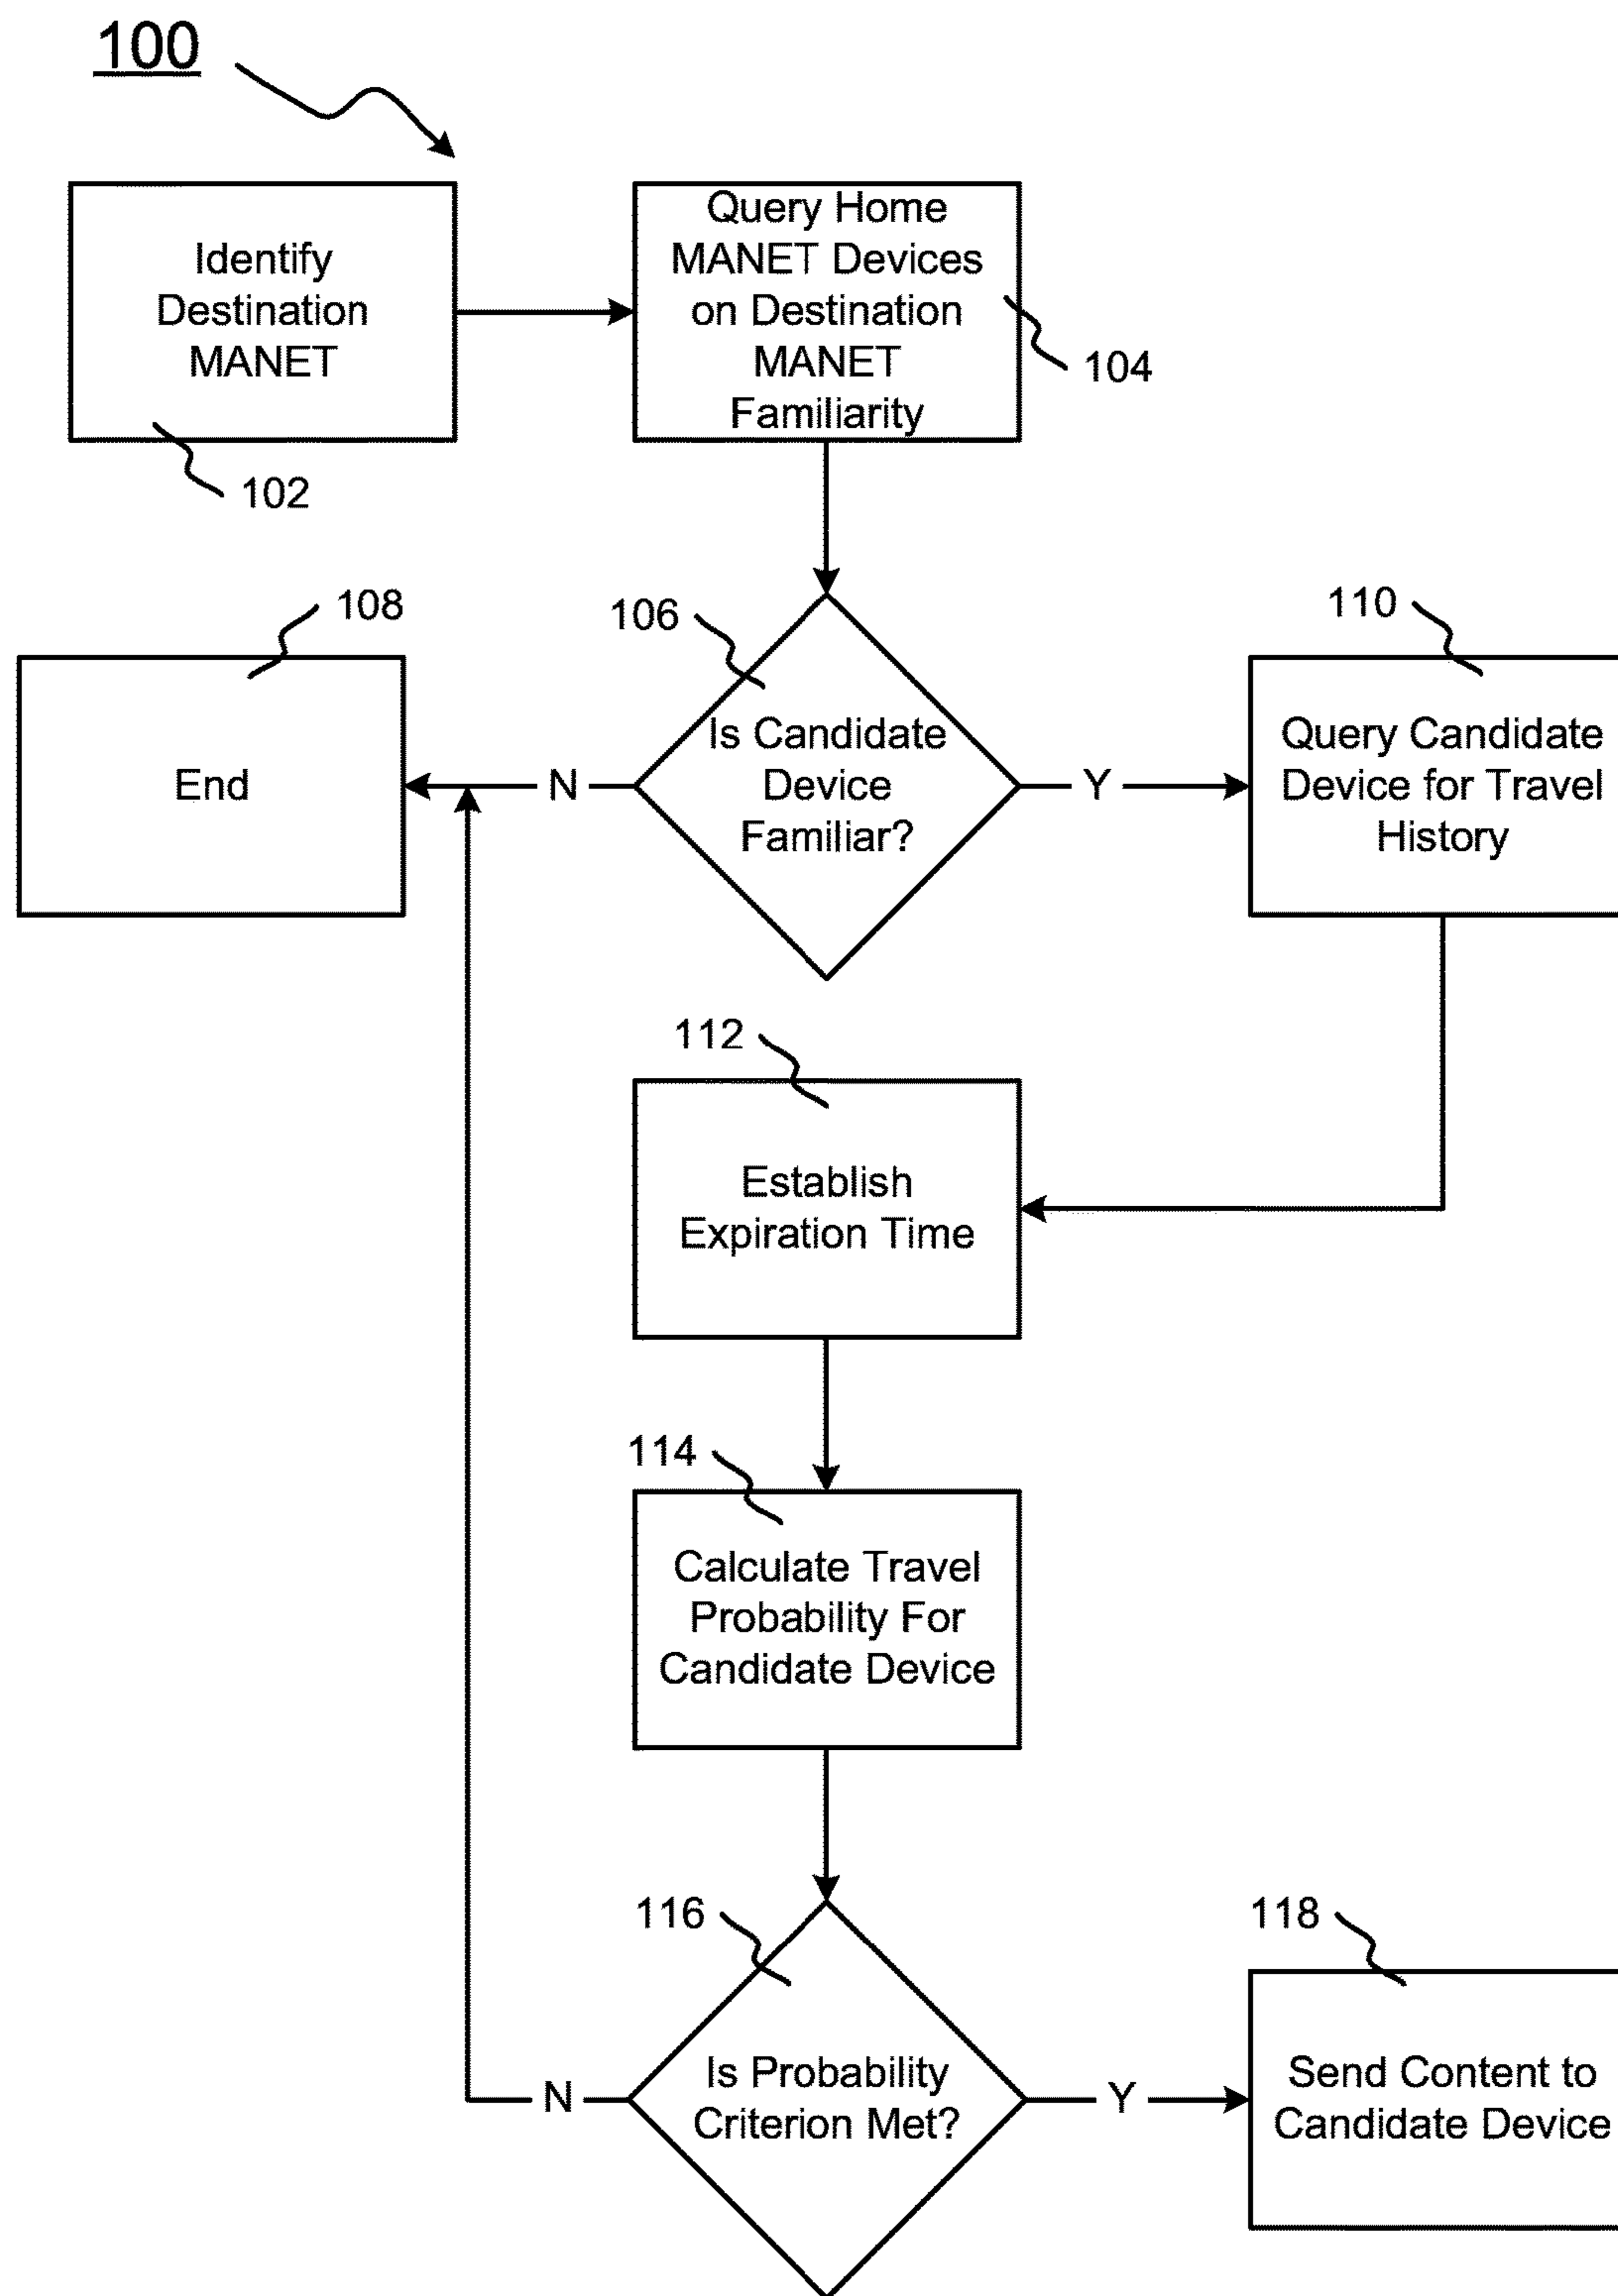 100
Identify
Destination
MANET
102
Query Home
MANET Devices
on Destination
MANET
Familiarity
104
108
End
106
Is Candidate
Device
Familiar?
N
Y
110
Query Candidate
Device for Travel
History
112
Establish
Expiration Time
114
Calculate Travel
Probability For
Candidate Device
116
Is Probability
Criterion Met?
N
Y
118
Send Content to
Candidate Device